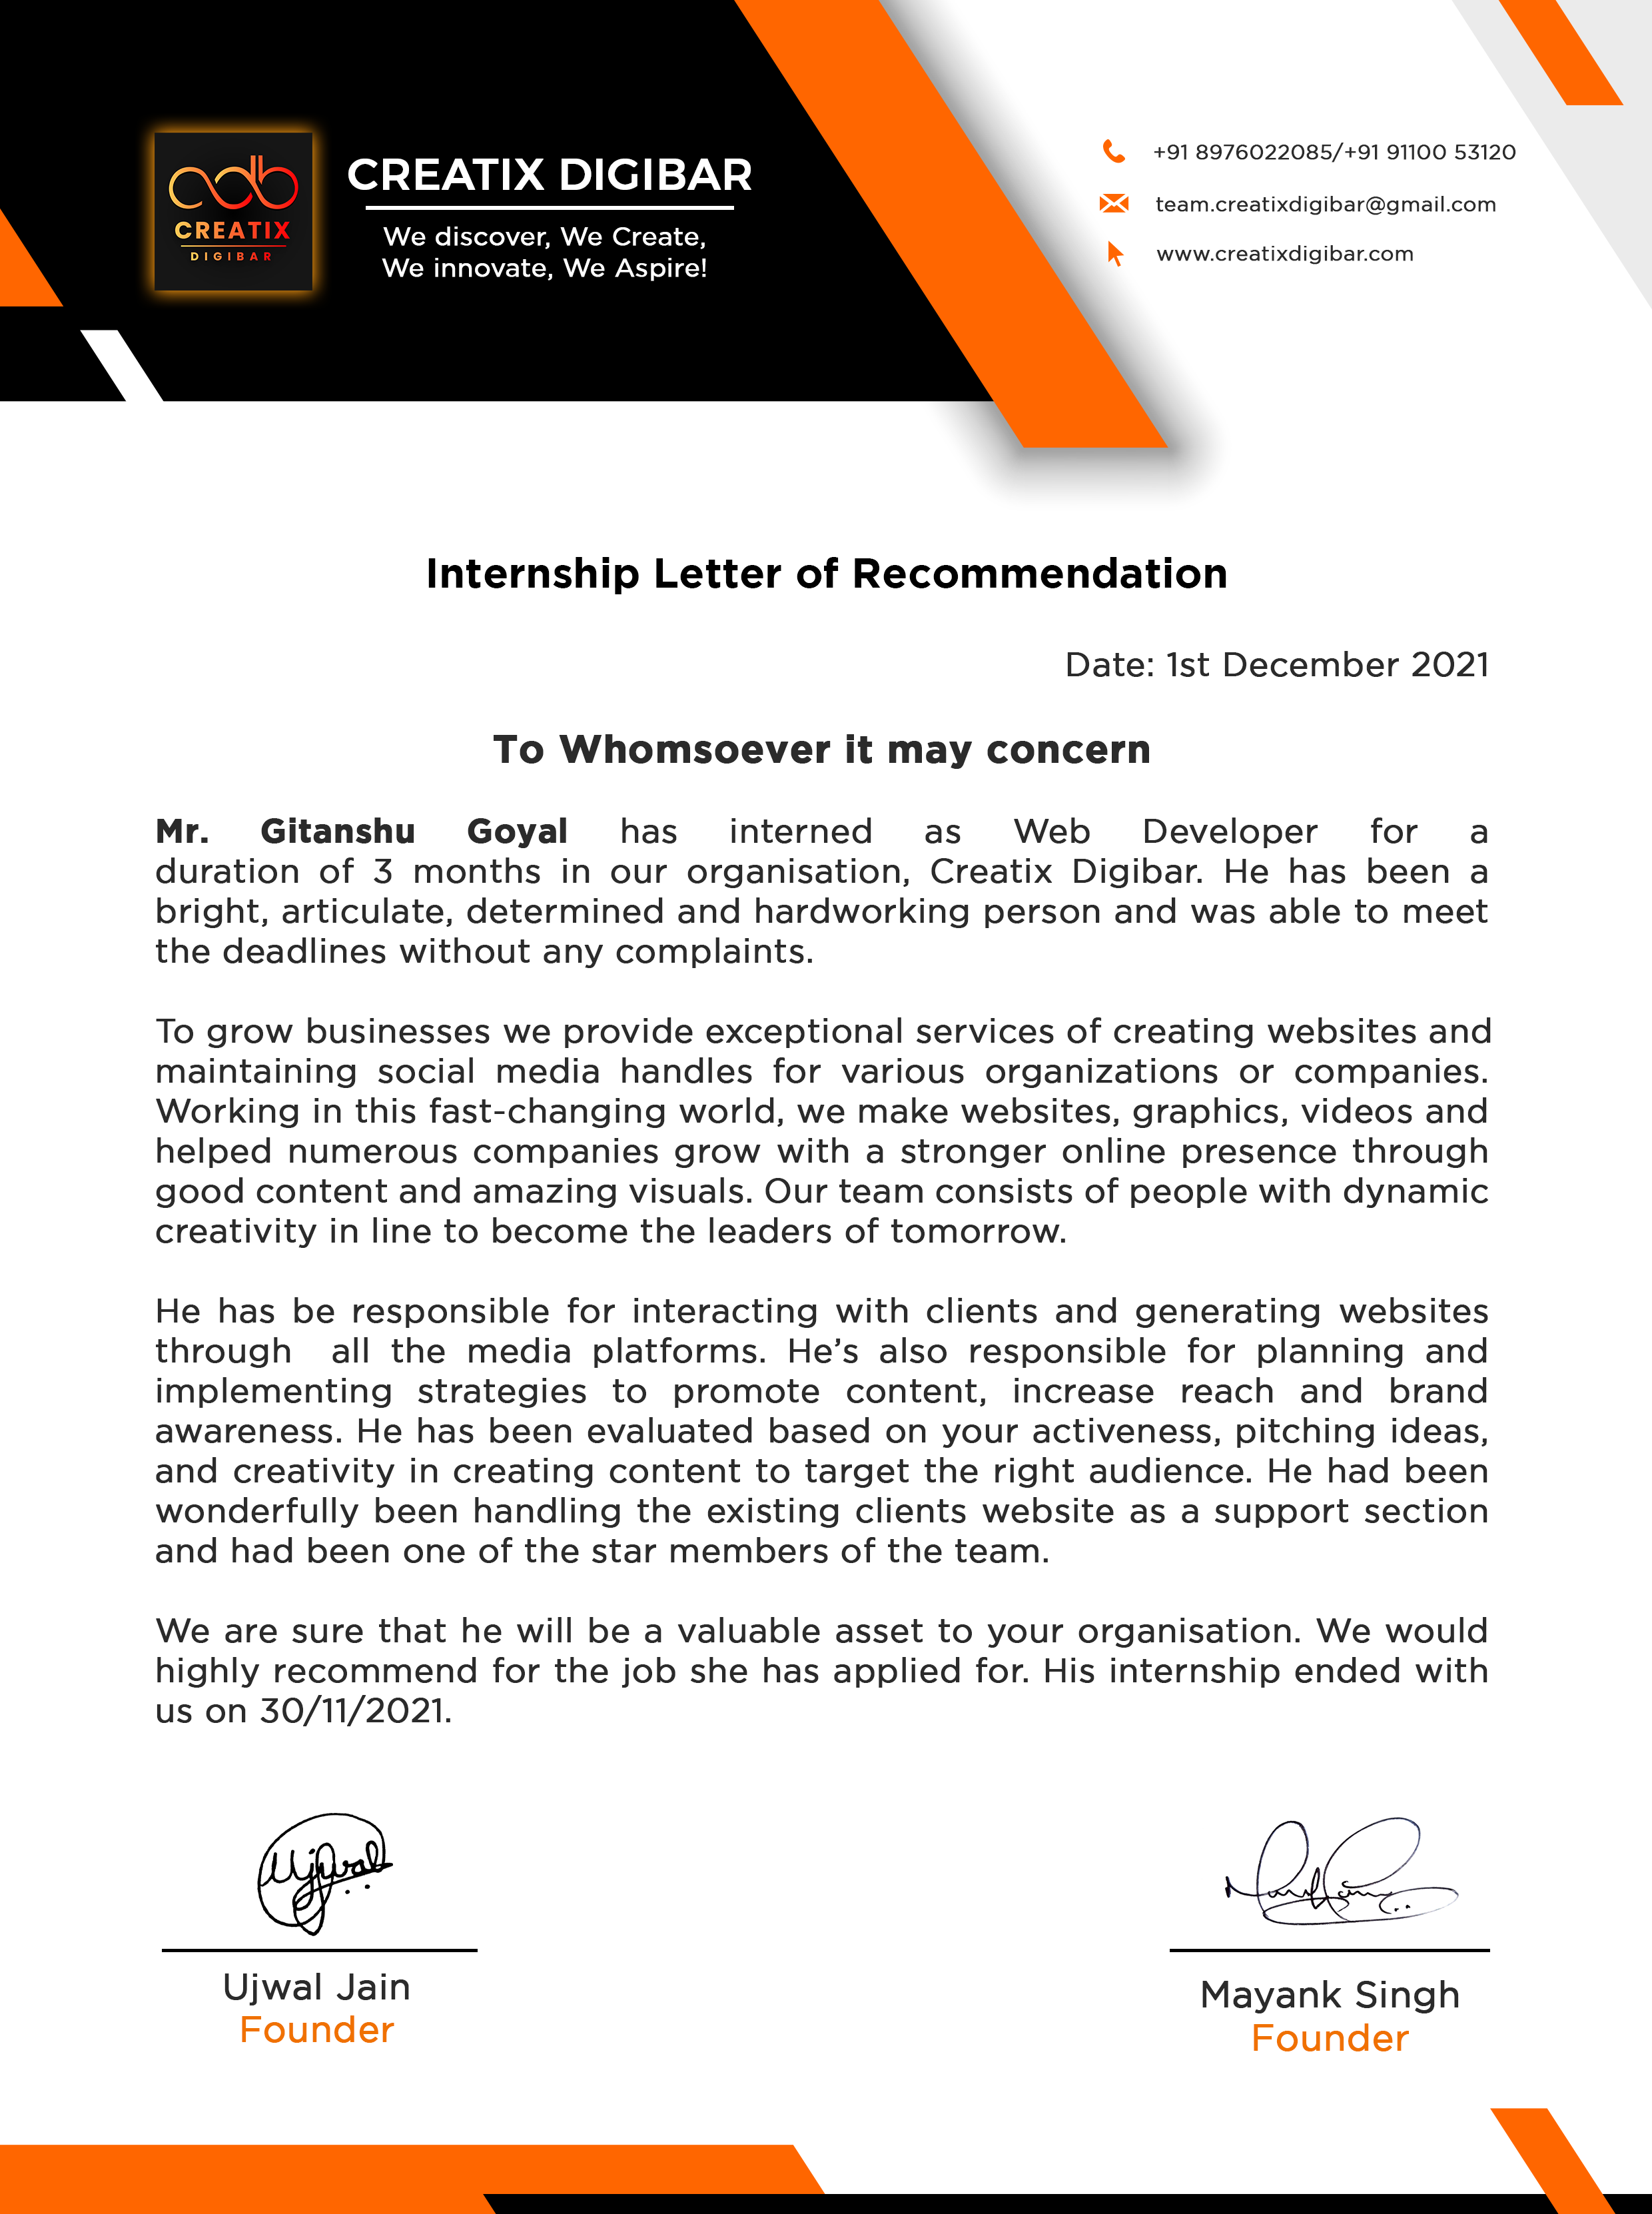 CREATIX
DIGIBAR
CREATIX DIGIBAR
We discover, We Create,
We innovate, We Aspire!
+91 8976022085/+91 91100 53120
team.creatixdigibar@gmail.com
www.creatixdigibar.com
Internship Letter of Recommendation
Date: 1st December 2021
To Whomsoever it may concern
Mr. Gitanshu Goyal has interned as Web Developer for a
duration of 3 months in our organisation, Creatix Digibar. He has been a
bright, articulate, determined and hardworking person and was able to meet
the deadlines without any complaints.
To grow businesses we provide exceptional services of creating websites and
maintaining social media handles for various organizations or companies.
Working in this fast-changing world, we make websites, graphics, videos and
helped numerous companies grow with a stronger online presence through
good content and amazing visuals. Our team consists of people with dynamic
creativity in line to become the leaders of tomorrow.
He has be responsible for interacting with clients and generating websites
through all the media platforms. He’s also responsible for planning and
implementing strategies to promote content, increase reach and brand
awareness. He has been evaluated based on your activeness, pitching ideas,
and creativity in creating content to target the right audience. He had been
wonderfully been handling the existing clients website as a support section
and had been one of the star members of the team.
We are sure that he will be a valuable asset to your organisation. We would
highly recommend for the job she has applied for. His internship ended with
us on 30/11/2021.
Ujwal
Ujwal Jain
Founder
Mayank Singh
Founder